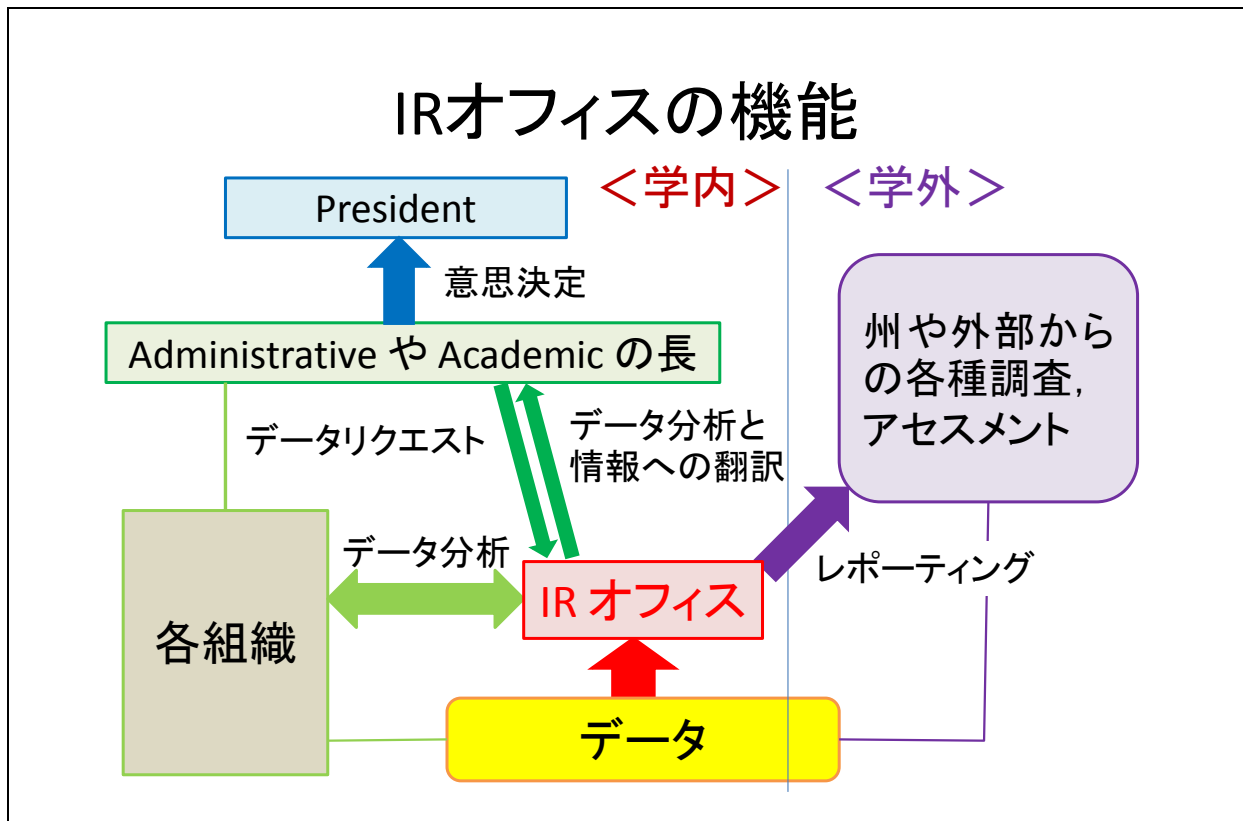 IRオフィスの機能
＜学内＞
＜学外＞
President
意思決定
Administrative や Academic の長
データリクエスト
データ分析と
情報への翻訳
州や外部から
の各種調査,
アセスメント
データ分析
IR オフィス
レポーティング
各組織
データ